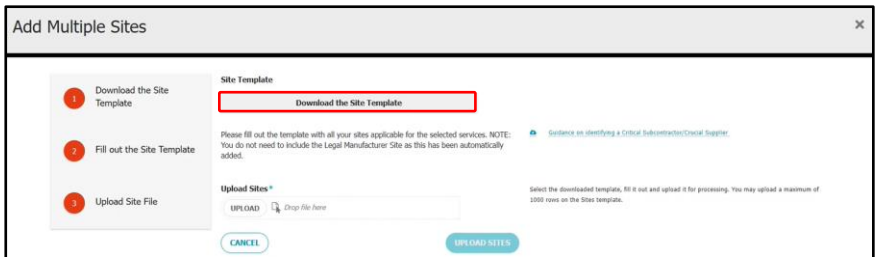 Add Multiple Sites
×
1
Download the Site
Template
2
Fill out the Site Template
3
Upload Site File
Site Template
Download the Site Template
Please fill out the template with all your sites applicable for the selected services. NOTE:
You do not need to include the Legal Manufacturer Site as this has been automatically
added.
Guidance on identifying a Critical Subcontractor/Crucial Supplier
Upload Sites *
UPLOAD Drop file here
Select the downloaded template, fill it out and upload it for processing. You may upload a maximum of
1000 rows on the Sites template.
CANCEL
UPLOAD SITES